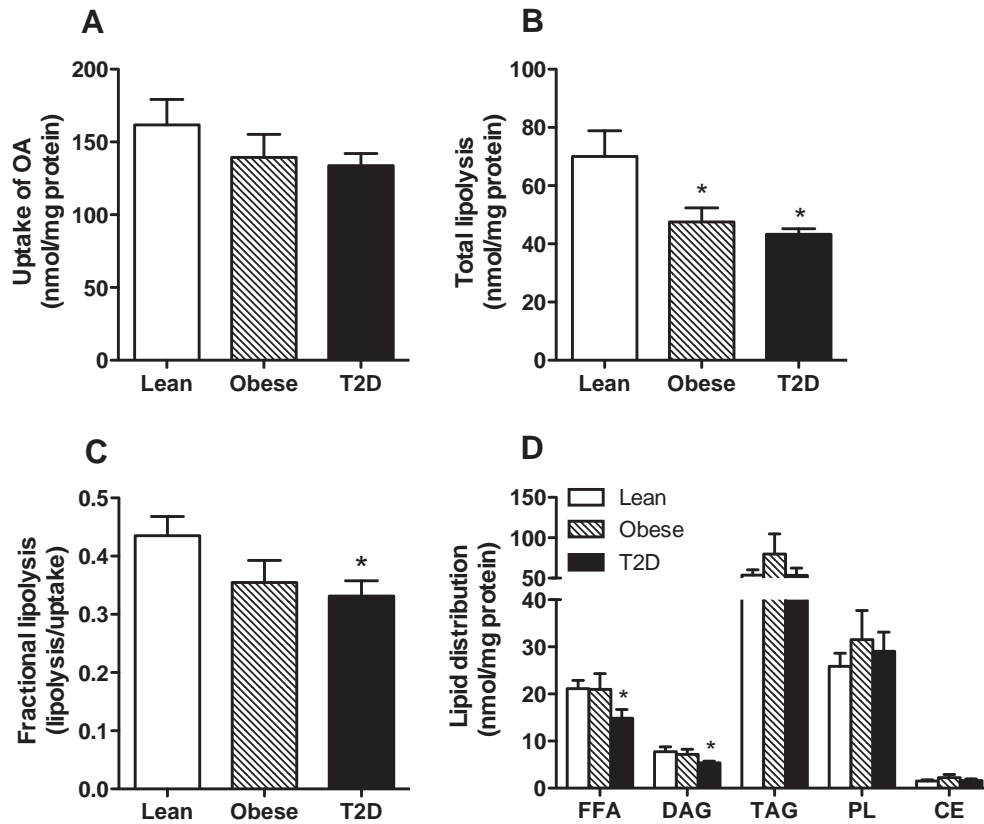 A
Uptake of OA
(nmol/mg protein)
200
150
100
50
0
Lean Obese T2D
B
Total lipolysis
(nmol/mg protein)
100
80
60
40
20
0
*
*
Lean Obese T2D
C
Fractional lipolysis
(lipolysis/uptake)
0.5
0.4
0.3
0.2
0.1
0.0
*
Lean Obese T2D
D
Lipid distribution
(nmol/mg protein)
150
100
50
40
30
20
10
0
Lean
Obese
T2D
*
*
FFA DAG TAG PL CE